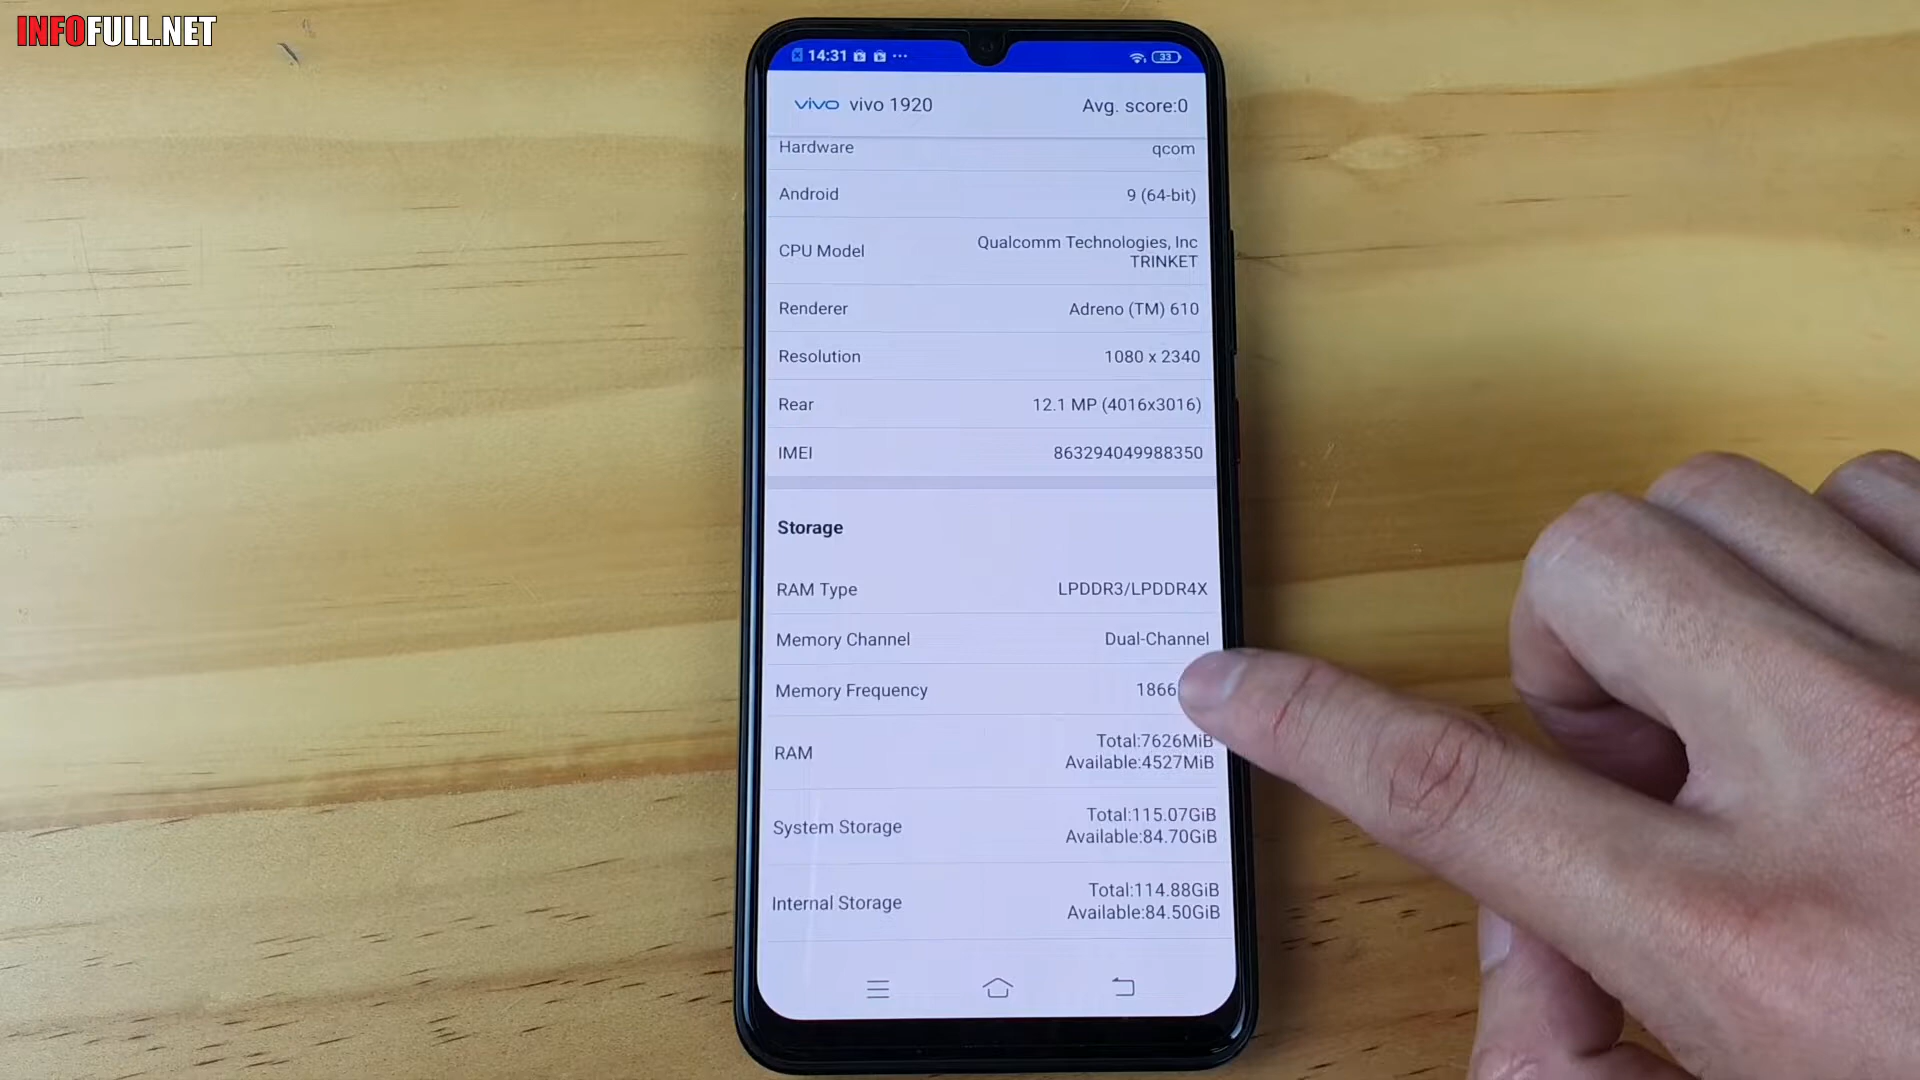 INFOFULL.NET
14:31 ... 33
vivo vivo 1920 Avg. score:0
Hardware qcom
Android 9 (64-bit)
CPU Model Qualcomm Technologies, Inc
TRINKET
Renderer Adreno (TM) 610
Resolution 1080 x 2340
Rear 12.1 MP (4016x3016)
IMEI 863294049988350
Storage
RAM Type LPDDR3/LPDDR4X
Memory Channel Dual-Channel
Memory Frequency 1866
RAM Total:7626MiB
Available:4527MiB
System Storage Total:115.07GiB
Available:84.70GiB
Internal Storage Total:114.88GiB
Available:84.50GiB